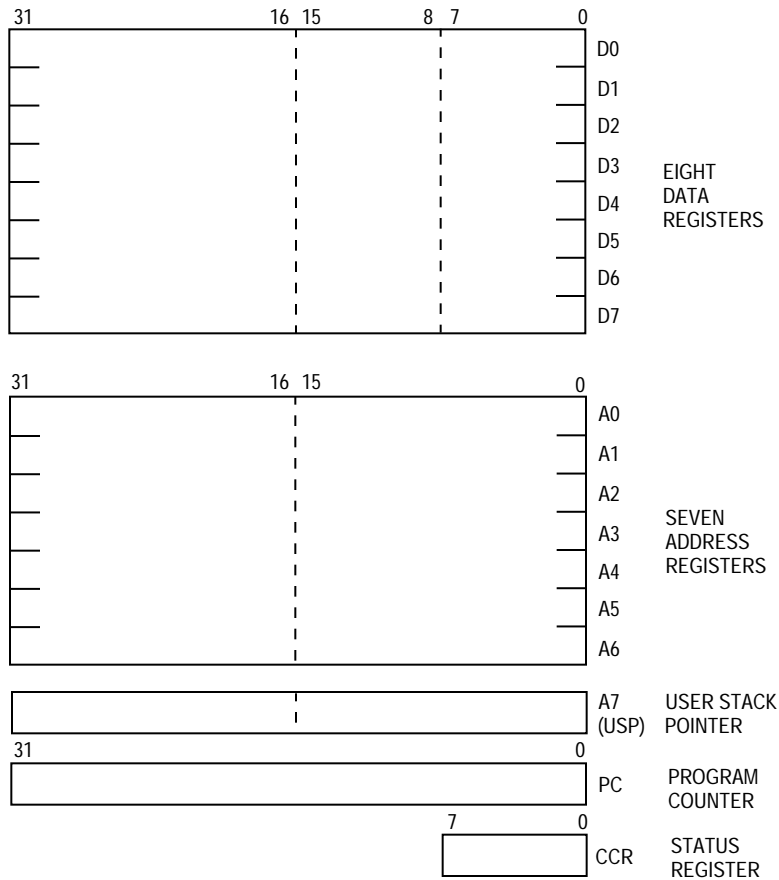 31 16 15 8 7 0
D0
D1
D2
D3
D4
D5
D6
D7
EIGHT
DATA
REGISTERS
31 16 15 0
A0
A1
A2
A3
A4
A5
A6
SEVEN
ADDRESS
REGISTERS
A7 USER STACK
(USP) POINTER
31 0
PC PROGRAM
COUNTER
7 0
CCR STATUS
REGISTER